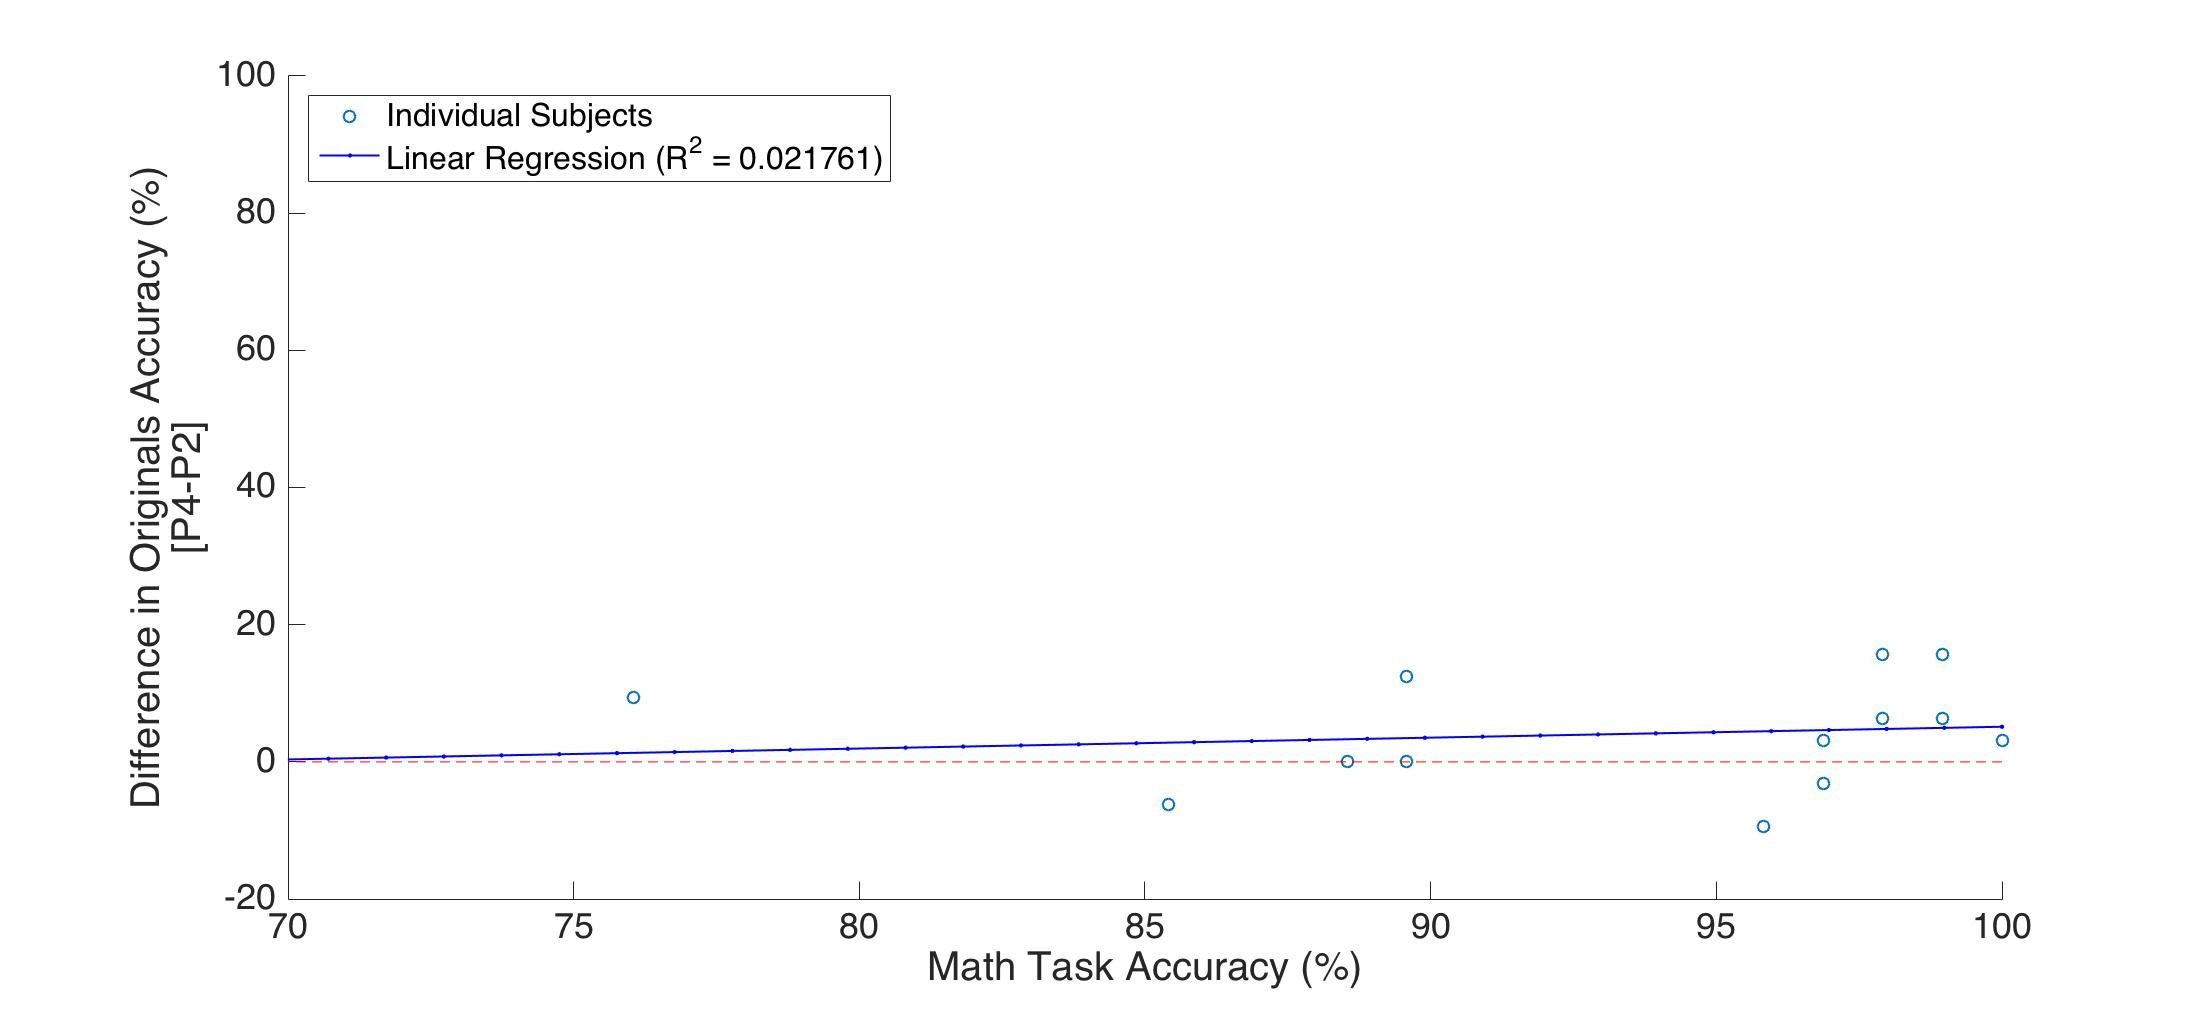 Difference in Originals Accuracy (%)
[P4-P2]
100
80
60
40
20
0
-20
Individual Subjects
Linear Regression (R² = 0.021761)
70 75 80 85 90 95 100
Math Task Accuracy (%)